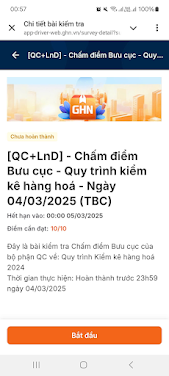 00:57
Chi tiết bài kiểm tra
app-driver-web.ghn.vn/survey-detail?s
[QC+LnD] - Chấm điểm Bưu cục - Quy...
GHN
Chưa hoàn thành
[QC+LnD] - Chấm điểm
Bưu cục - Quy trình kiểm
kê hàng hoá - Ngày
04/03/2025 (TBC)
Hết hạn vào: 00:00 05/03/2025
Điểm cần đạt: 10/10
Đây là bài kiểm tra Chấm điểm Bưu cục của
bộ phận QC về: Quy trình Kiểm kê hàng hoá
2024
Thời gian thực hiện: Hoàn thành trước 23h59
ngày 04/03/2025
Bắt đầu